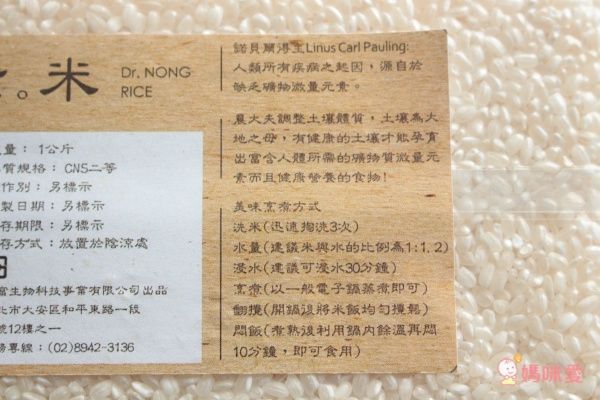 米
Dr. NONG
RICE
量：1公斤
質規格：CNS二等
作別：另標示
製日期：另標示
存期限：另標示
存方式：放置於陰涼處
富生物科技事業有限公司出品
北市大安區和平東路一段
號12樓之一
務專線：(02)8942-3136
諾貝爾得主Linus Carl Pauling:
人類所有疾病之起因，源自於
缺乏礦物微量元素。
農大夫調整土壤體質，土壤為大
地之母，有健康的土壤才能孕育
出富含人體所需的礦物質微量元
素而且健康營養的食物!
美味烹煮方式
洗米(迅速掏洗3次)
水量(建議米與水的比例為1:1.2)
浸水(建議可浸水30分鐘)
烹煮(以一般電子鍋蒸煮即可)
翻攪(開鍋後將米飯均勻攪鬆)
悶飯(煮熟後利用鍋內餘溫再悶
10分鐘，即可食用)
媽咪愛